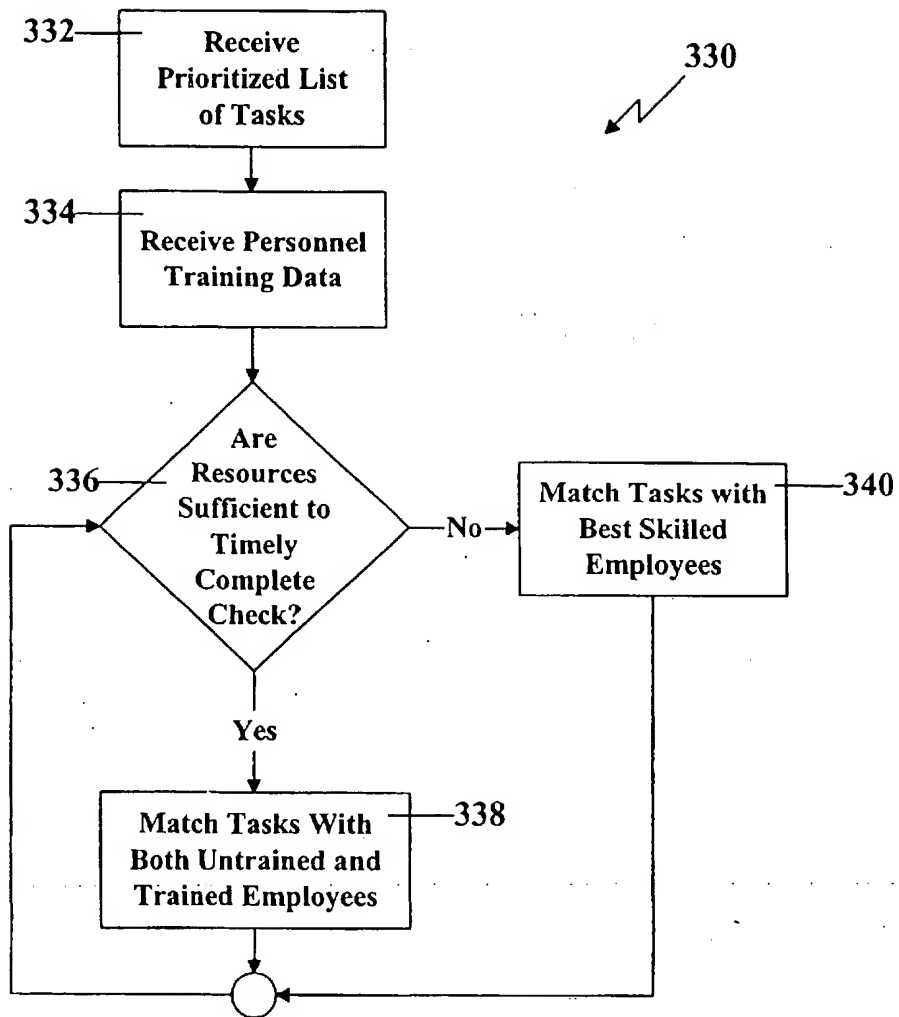 332
Receive
Prioritized List
of Tasks
330
334
Receive Personnel
Training Data
336
Are
Resources
Sufficient to
Timely
Complete
Check?
No
Match Tasks with
Best Skilled
Employees
340
Yes
Match Tasks With
Both Untrained and
Trained Employees
338